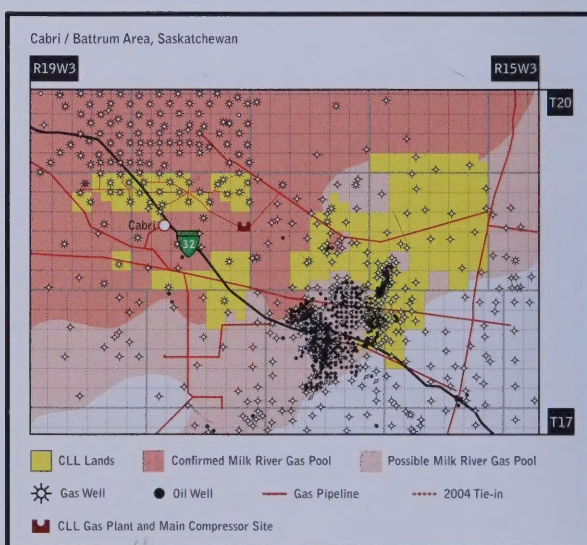 Cabri / Battrum Area, Saskatchewan
R19W3
R15W3
T20
Cabri
32
T17
CLL Lands
Confirmed Milk River Gas Pool
Possible Milk River Gas Pool
Gas Well
Oil Well
Gas Pipeline
2004 Tie-in
CLL Gas Plant and Main Compressor Site